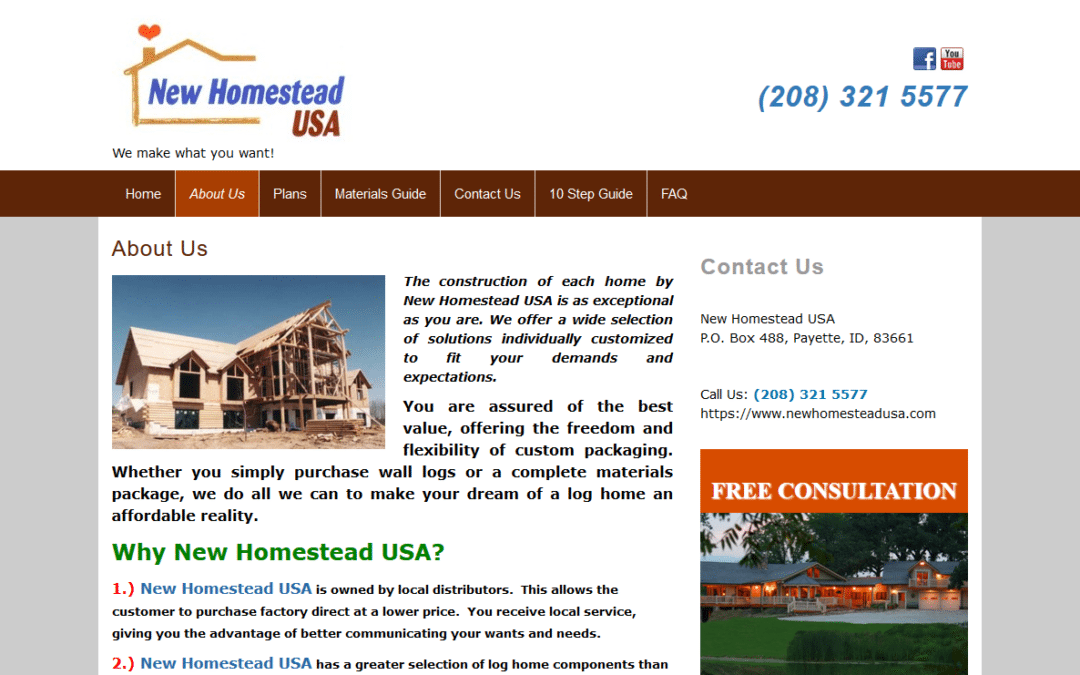 New Homestead
USA
We make what you want!
You
Tube
(208) 321 5577
Home
About Us
Plans
Materials Guide
Contact Us
10 Step Guide
FAQ
About Us
The construction of each home by
New Homestead USA is as exceptional
as you are. We offer a wide selection
of solutions individually customized
to fit your demands and
expectations.
You are assured of the best
value, offering the freedom and
flexibility of custom packaging.
Whether you simply purchase wall logs or a complete materials
package, we do all we can to make your dream of a log home an
affordable reality.
Why New Homestead USA?
1.) New Homestead USA is owned by local distributors. This allows the
customer to purchase factory direct at a lower price. You receive local service,
giving you the advantage of better communicating your wants and needs.
2.) New Homestead USA has a greater selection of log home components than
Contact Us
New Homestead USA
P.O. Box 488, Payette, ID, 83661
Call Us: (208) 321 5577
https://www.newhomesteadusa.com
FREE CONSULTATION